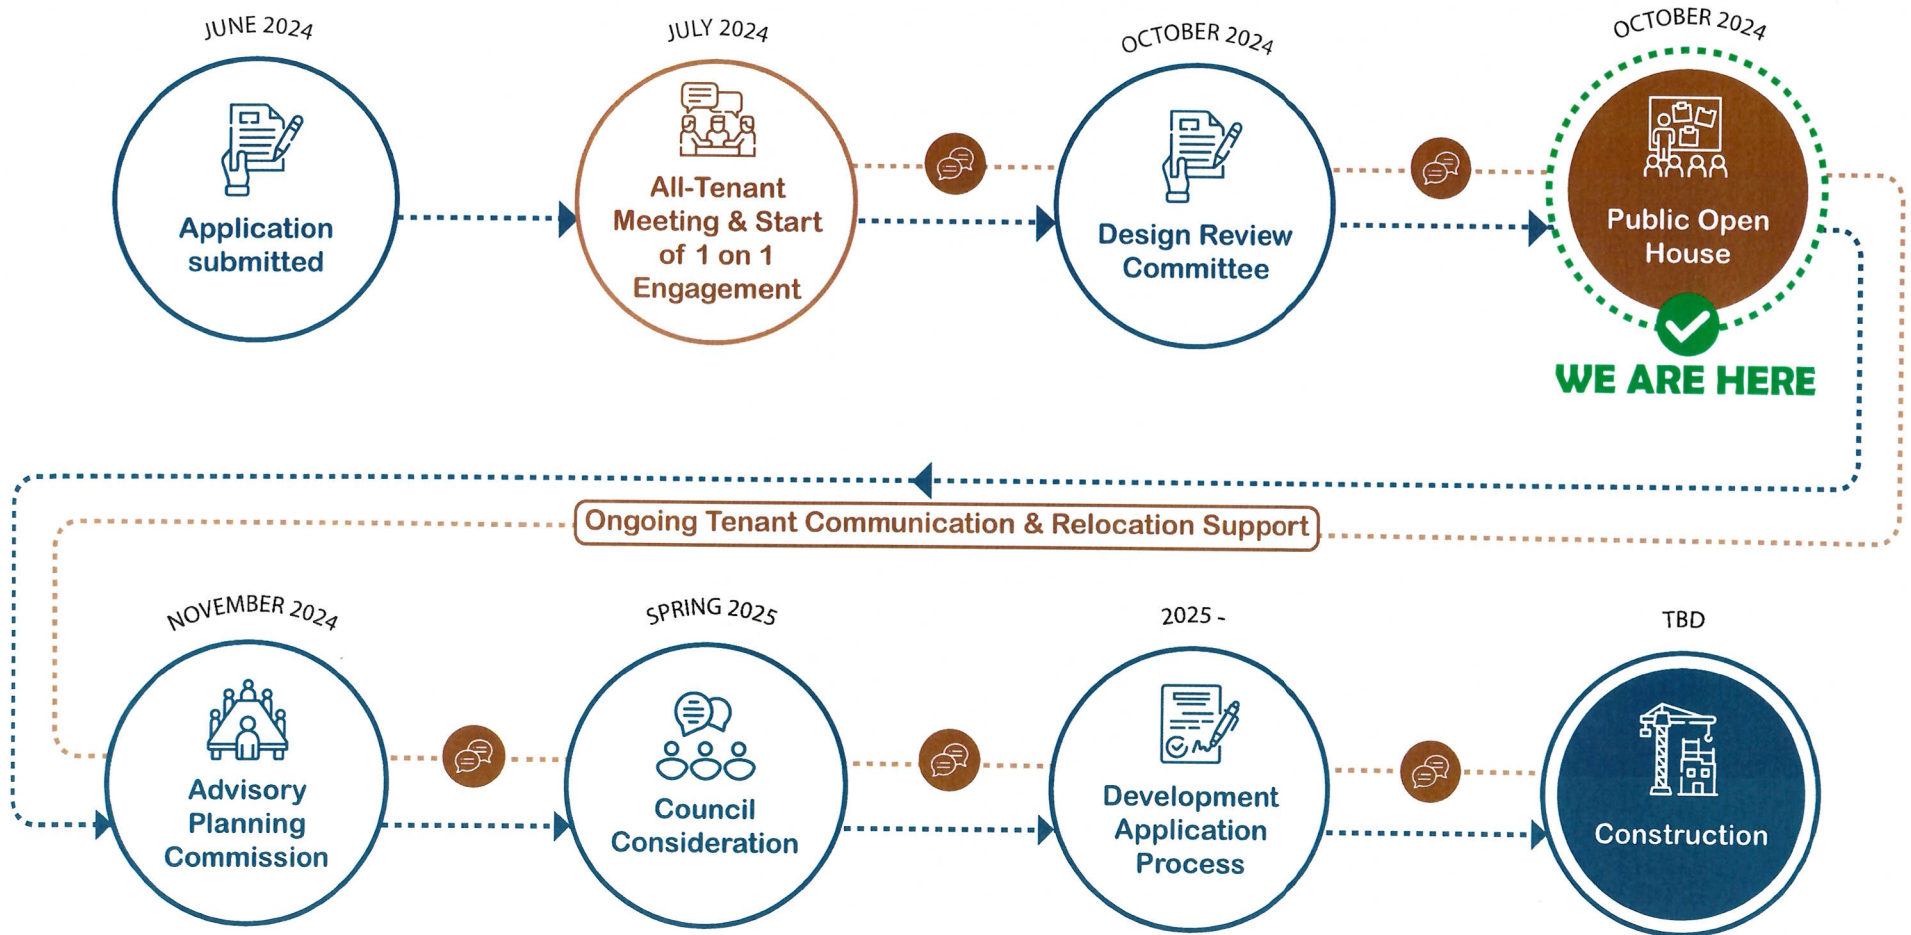 JUNE 2024
JULY 2024
OCTOBER 2024
OCTOBER 2024
Application
submitted
All-Tenant
Meeting & Start
of 1 on 1
Engagement
Design Review
Committee
Public Open
House
WE ARE HERE
Ongoing Tenant Communication & Relocation Support
NOVEMBER 2024
SPRING 2025
2025 -
TBD
Advisory
Planning
Commission
Council
Consideration
Development
Application
Process
Construction